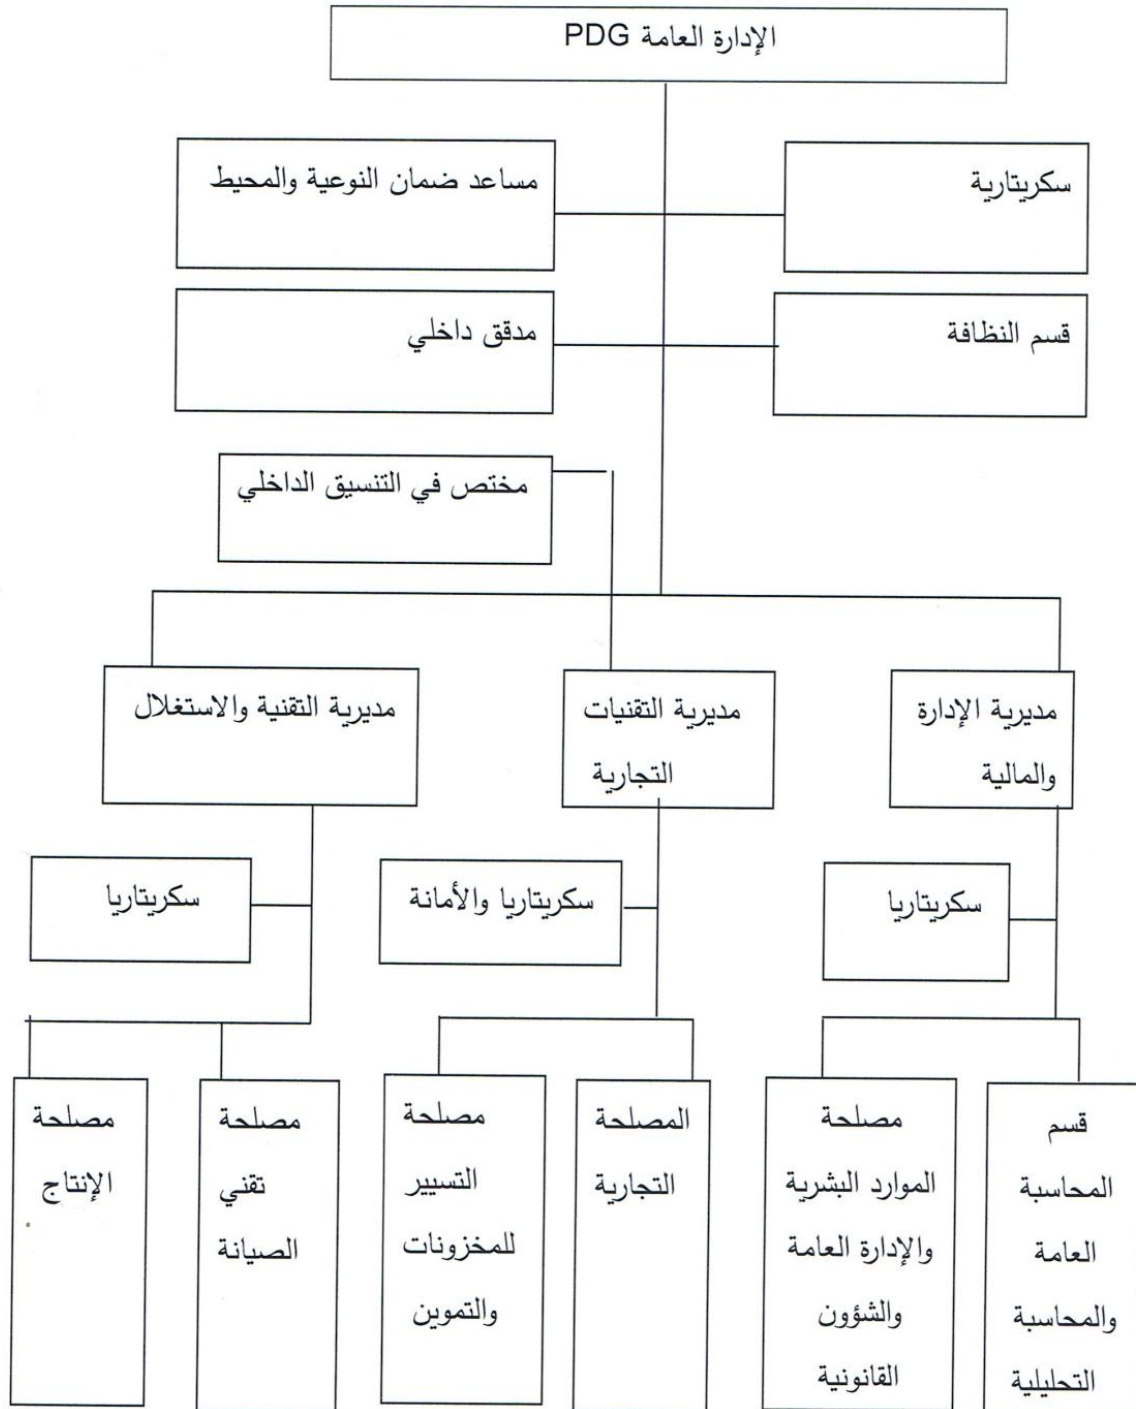 الإدارة العامة PDG
سكريتارية
مساعد ضمان النوعية والمحيط
قسم النظافة
مدقق داخلي
مختص في التنسيق الداخلي
مديرية الإدارة
والمالية
مديرية التقنيات
التجارية
مديرية التقنية والاستغلال
سكريتاريا
سكريتاريا والأمانة
سكريتاريا
قسم
المحاسبة
العامة
والمحاسبة
التحليلية
مصلحة
الموارد البشرية
والإدارة العامة
والشؤون
القانونية
المصلحة
التجارية
مصلحة
التسيير
للمخزونات
والتموين
مصلحة
تقني
الصيانة
مصلحة
الإنتاج